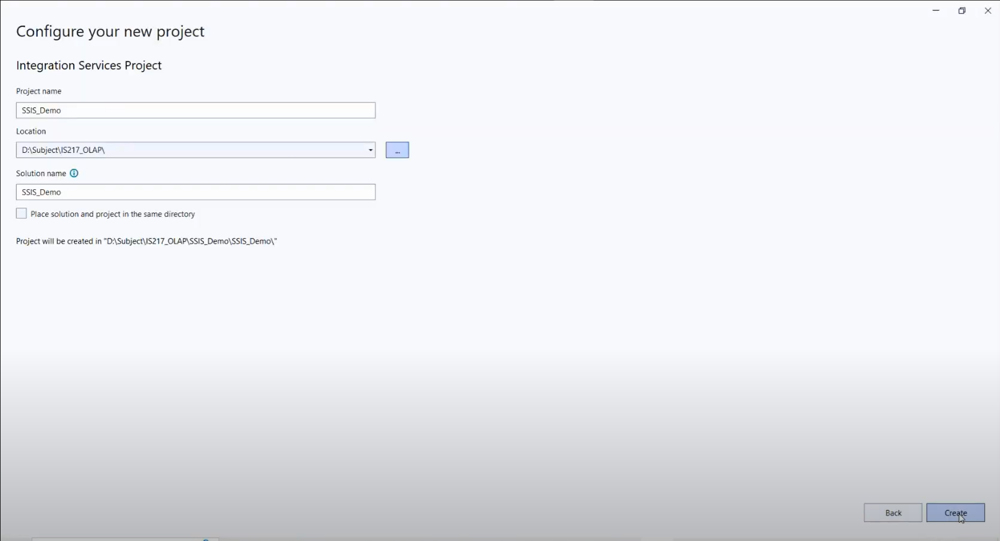 Configure your new project
Integration Services Project
Project name
SSIS_Demo
Location
D:\Subject\IS217_OLAP\
...
Solution name
SSIS_Demo
Place solution and project in the same directory
Project will be created in "D:\Subject\IS217_OLAP\SSIS_Demo\SSIS_Demo\"
Back
Create